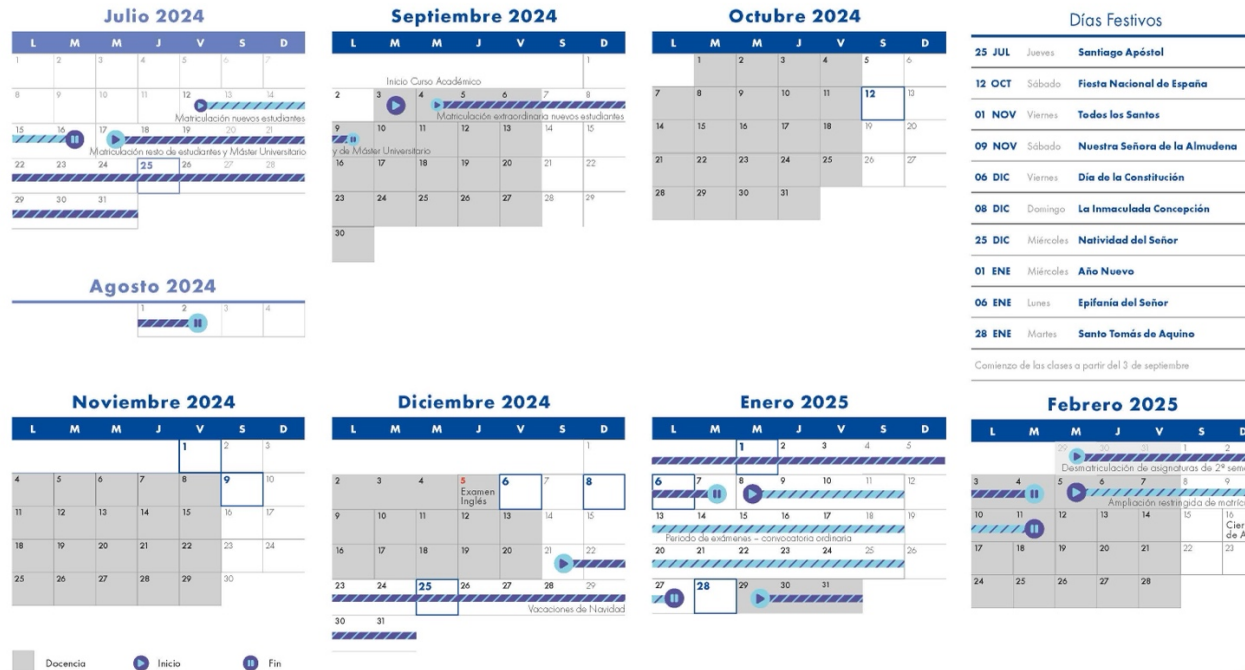 Julio 2024
L M M J V S D
1 2 3 4 5 6 7
8 9 10 11 12 13 14
Matriculación nuevos estudiantes
15 16 17 18 19 20 21
Matriculación resto de estudiantes y Máster Universitario
22 23 24 25 26 27 28
29 30 31
Agosto 2024
1 2 3 4
Septiembre 2024
L M M J V S D
1
Inicio Curso Académico
2 3 4 5 6 7 8
Matriculación extraordinaria nuevos estudiantes
9 10 11 12 13 14 15
y de Máster Universitario
16 17 18 19 20 21 22
23 24 25 26 27 28 29
30
Octubre 2024
L M M J V S D
1 2 3 4 5 6
7 8 9 10 11 12 13
14 15 16 17 18 19 20
21 22 23 24 25 26 27
28 29 30 31
Días Festivos
25 JUL Jueves Santiago Apóstol
12 OCT Sábado Fiesta Nacional de España
01 NOV Viernes Todos los Santos
09 NOV Sábado Nuestra Señora de la Almudena
06 DIC Viernes Día de la Constitución
08 DIC Domingo La Inmaculada Concepción
25 DIC Miércoles Natividad del Señor
01 ENE Miércoles Año Nuevo
06 ENE Lunes Epifanía del Señor
28 ENE Martes Santo Tomás de Aquino
Comienzo de las clases a partir del 3 de septiembre
Noviembre 2024
L M M J V S D
1 2 3
4 5 6 7 8 9 10
11 12 13 14 15 16 17
18 19 20 21 22 23 24
25 26 27 28 29 30
Diciembre 2024
L M M J V S D
1
2 3 4 5 6 7 8
Examen
Inglés
9 10 11 12 13 14 15
16 17 18 19 20 21 22
23 24 25 26 27 28 29
Vacaciones de Navidad
30 31
Enero 2025
L M M J V S D
1 2 3 4 5
6 7 8 9 10 11 12
13 14 15 16 17 18 19
Periodo de exámenes – convocatoria ordinaria
20 21 22 23 24 25 26
27 28 29 30 31
Febrero 2025
L M M J V S D
29 30 31 1 2
Desmatriculación de asignaturas de 2º seme
3 4 5 6 7 8 9
Ampliación restringida de matríc
10 11 12 13 14 15 16
Cier
de A
17 18 19 20 21 22 23
24 25 26 27 28
Docencia Inicio Fin